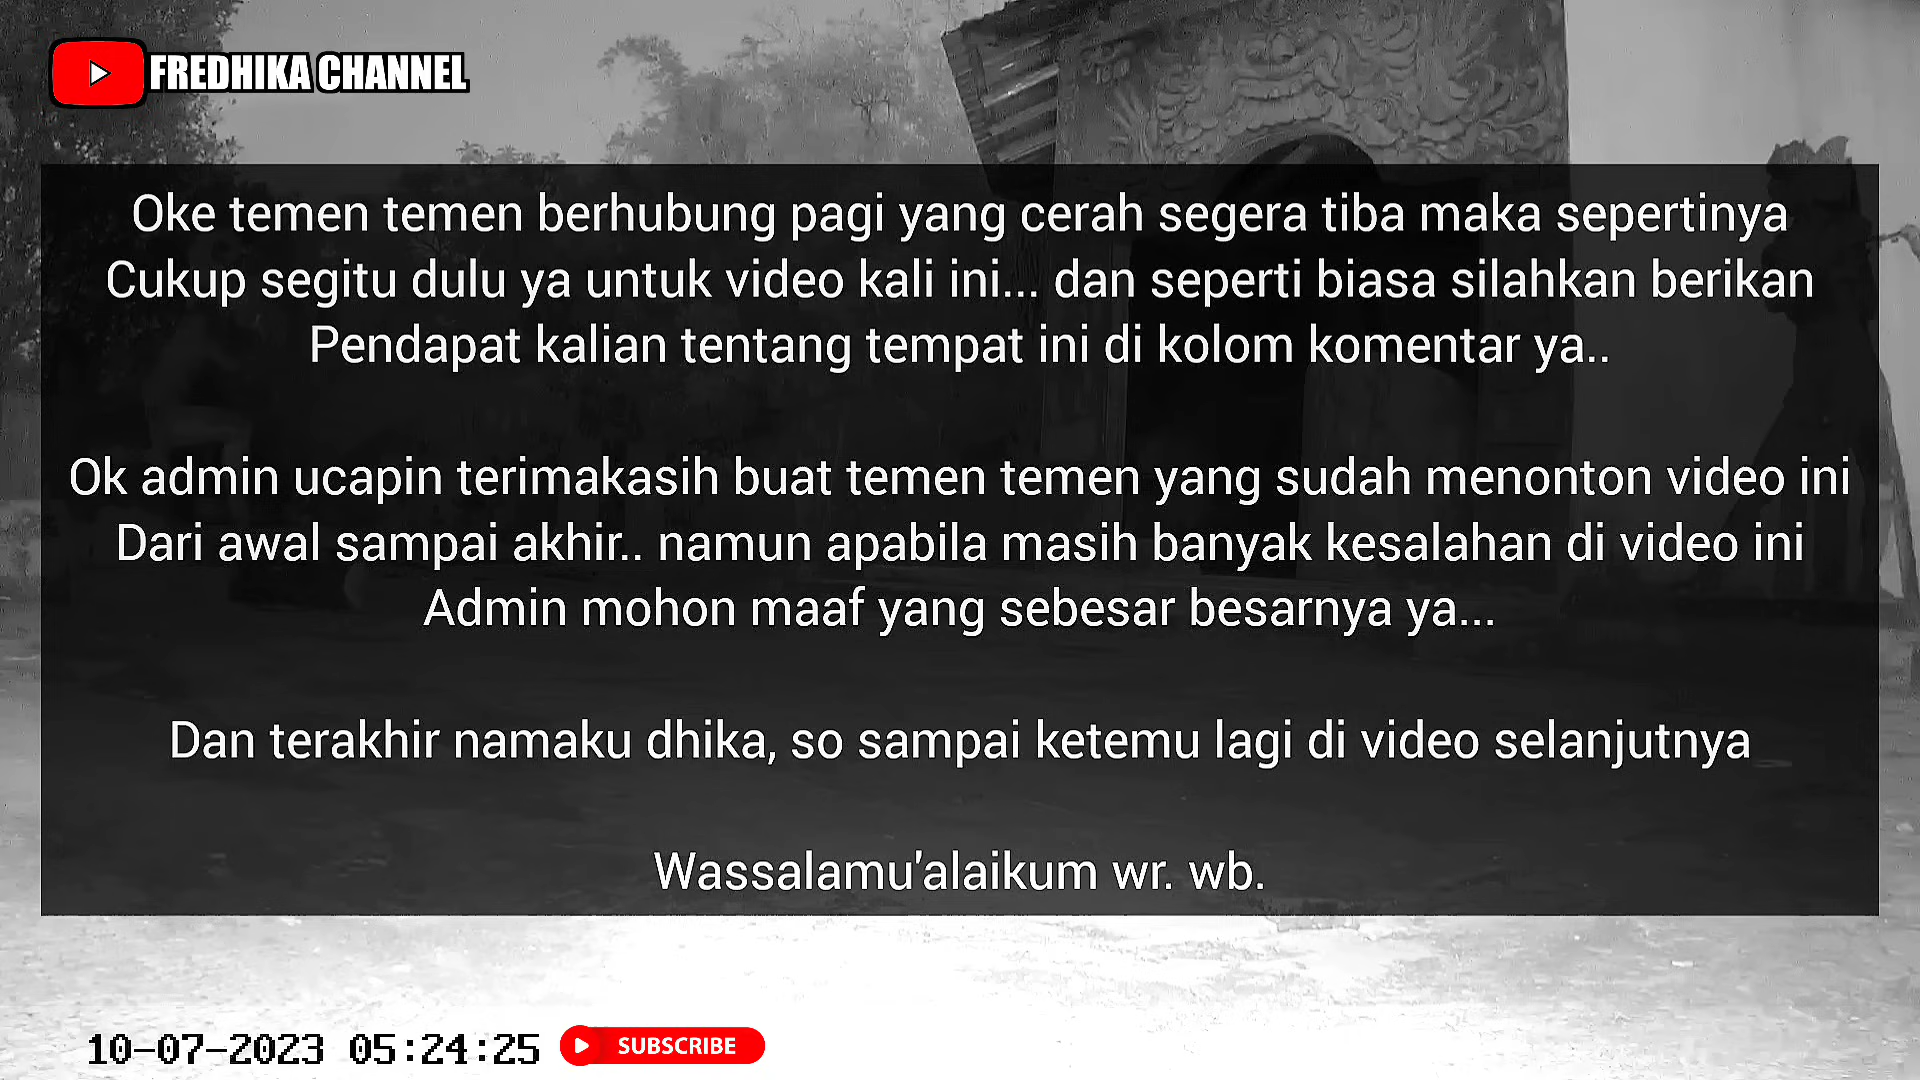 FREDHIKA CHANNEL
Oke temen temen berhubung pagi yang cerah segera tiba maka sepertinya
Cukup segitu dulu ya untuk video kali ini... dan seperti biasa silahkan berikan
Pendapat kalian tentang tempat ini di kolom komentar ya..
Ok admin ucapin terimakasih buat temen temen yang sudah menonton video ini
Dari awal sampai akhir.. namun apabila masih banyak kesalahan di video ini
Admin mohon maaf yang sebesar besarnya ya...
Dan terakhir namaku dhika, so sampai ketemu lagi di video selanjutnya
Wassalamu'alaikum wr. wb.
10-07-2023 05:24:25
SUBSCRIBE